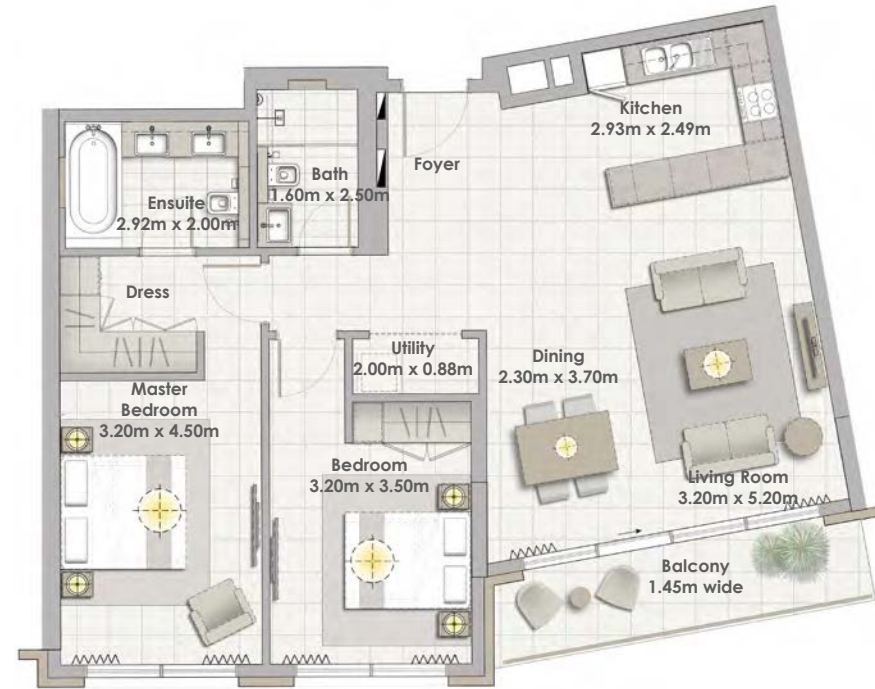 Kitchen
2.93m x 2.49m
Foyer
Bath
1.60m x 2.50m
Ensuite
2.92m x 2.00m
Dress
Utility
2.00m x 0.88m
Dining
2.30m x 3.70m
Master
Bedroom
3.20m x 4.50m
Bedroom
3.20m x 3.50m
Living Room
3.20m x 5.20m
Balcony
1.45m wide